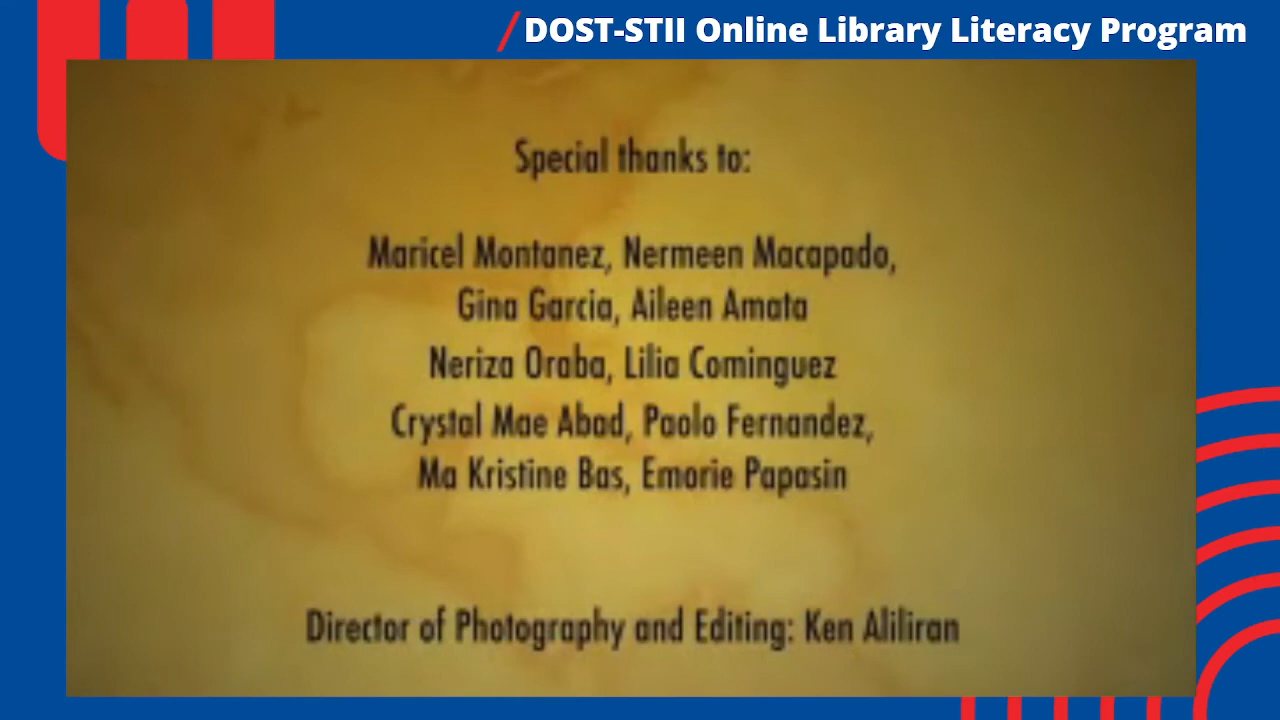 /DOST-STII Online Library Literacy Program
Special thanks to:
Maricel Montanez, Nermeen Macapado,
Gina Garcia, Aileen Amata
Neriza Oraba, Lilia Cominguez
Crystal Mae Abad, Paolo Fernandez,
Ma Kristine Bas, Emorie Papasin
Director of Photography and Editing: Ken Aliliran